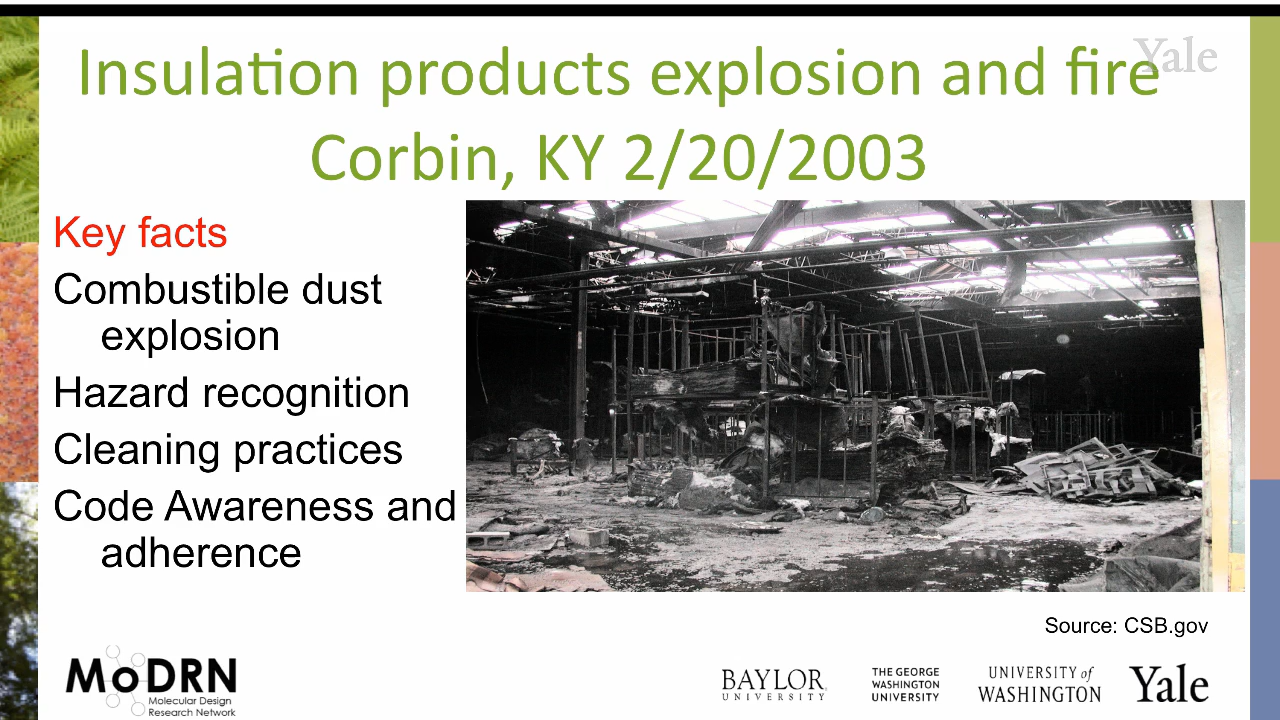 Insulation products explosion and fire
Yale
Corbin, KY 2/20/2003
Key facts
Combustible dust
explosion
Hazard recognition
Cleaning practices
Code Awareness and
adherence
Source: CSB.gov
MoDRN
Molecular Design
Research Network
BAYLOR
UNIVERSITY
THE GEORGE
WASHINGTON
UNIVERSITY
UNIVERSITY of
WASHINGTON
Yale